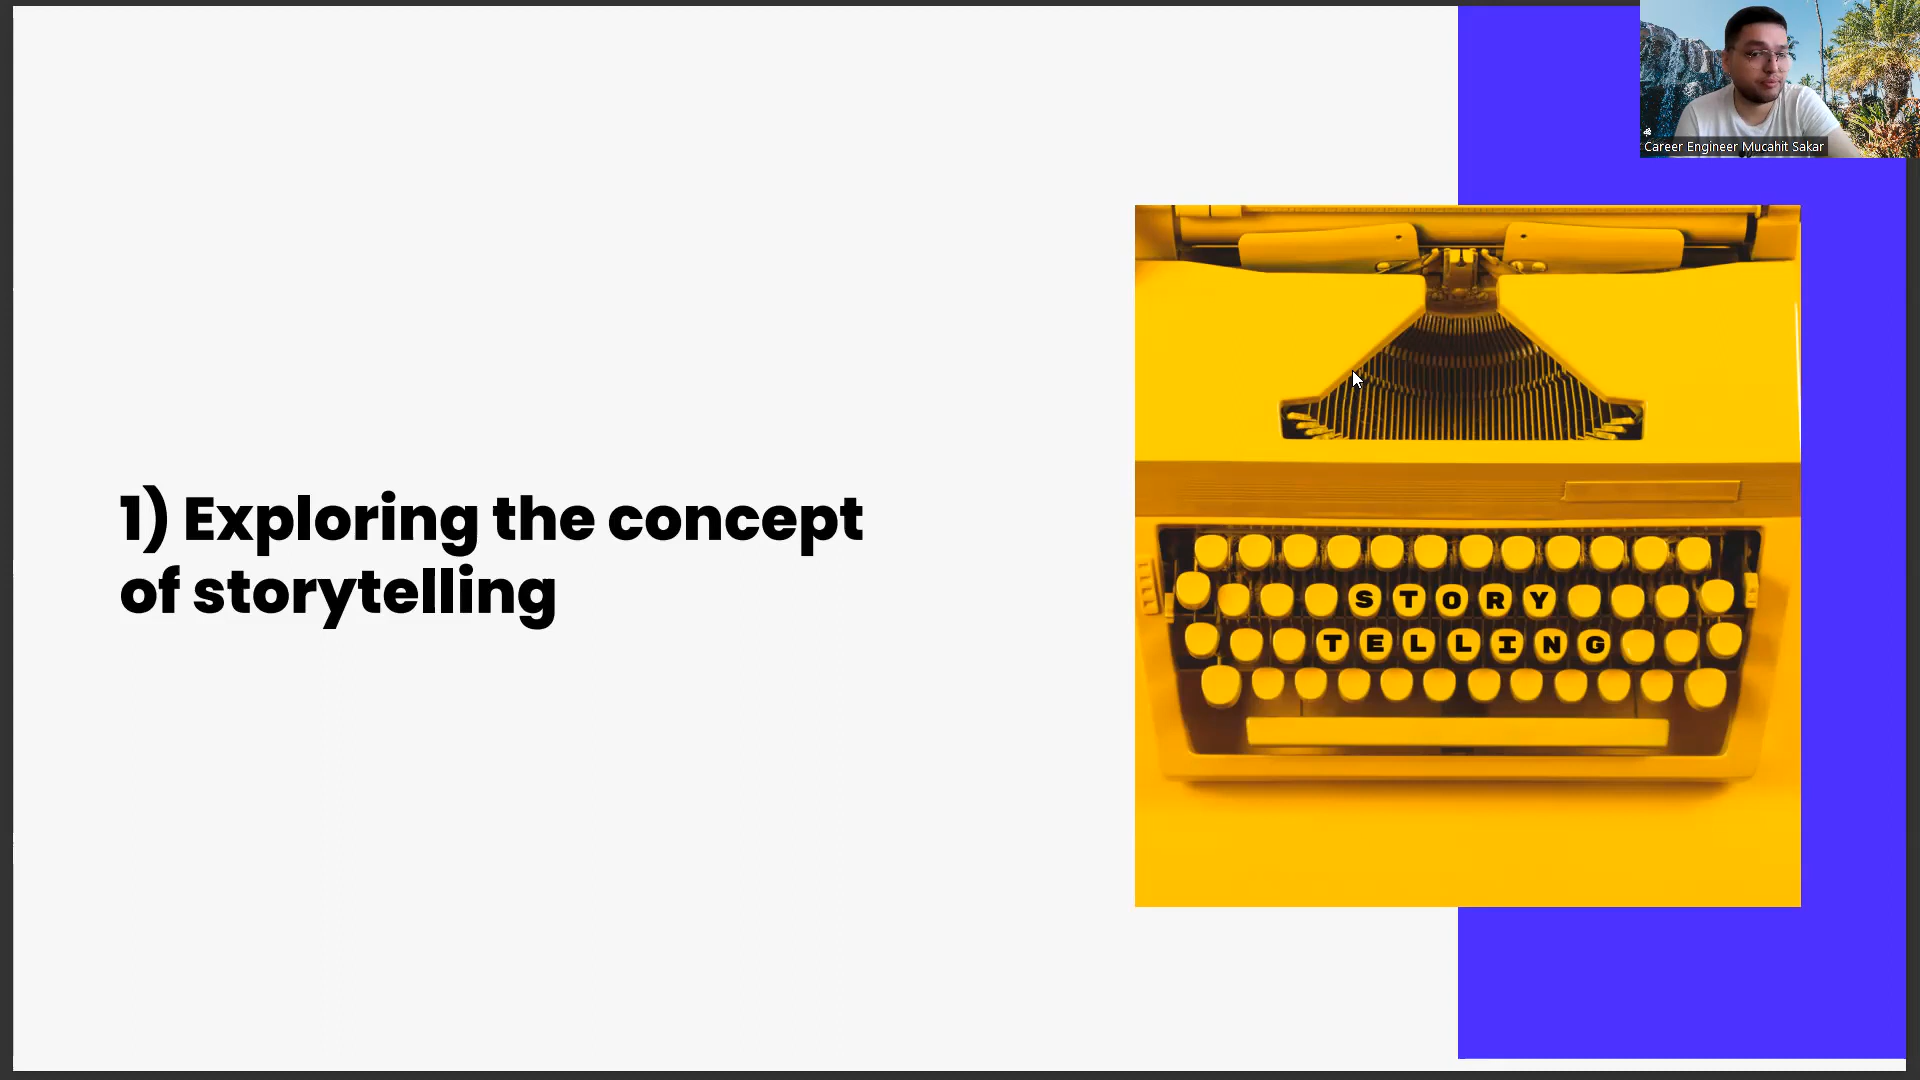 Career Engineer Mucahit Sakar
1) Exploring the concept
of storytelling
STORY
TELLING